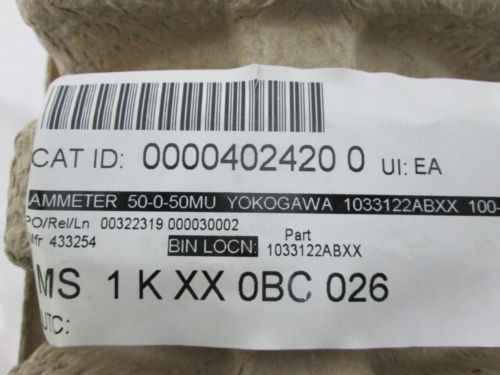 CAT ID: 0000402420 0 UI: EA
AMMETER 50-0-50MU YOKOGAWA 1033122ABXX 100-
PO/Rel/Ln 00322319 000030002
Part
Mfr 433254 BIN LOCN: 1033122ABXX
MS 1 K XX 0BC 026
UTC: